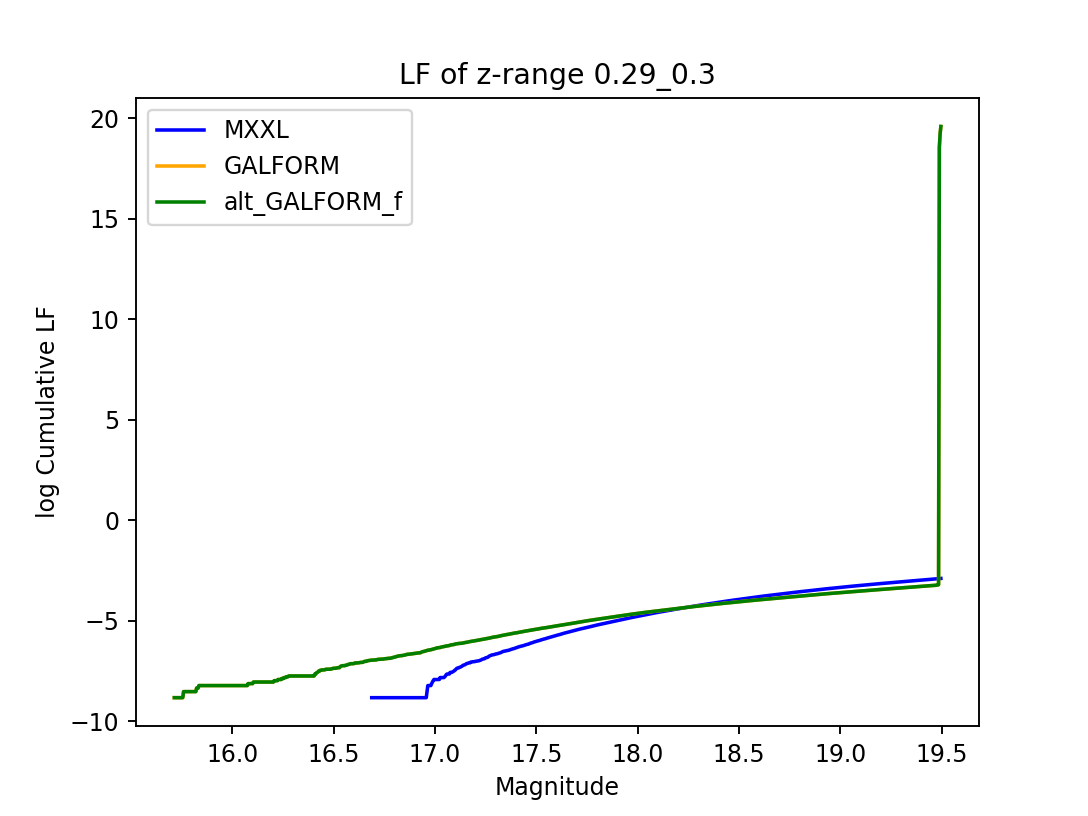 LF of z-range 0.29_0.3
MXXL
GALFORM
alt_GALFORM_f
log Cumulative LF
20
15
10
5
0
−5
−10
16.0 16.5 17.0 17.5 18.0 18.5 19.0 19.5
Magnitude